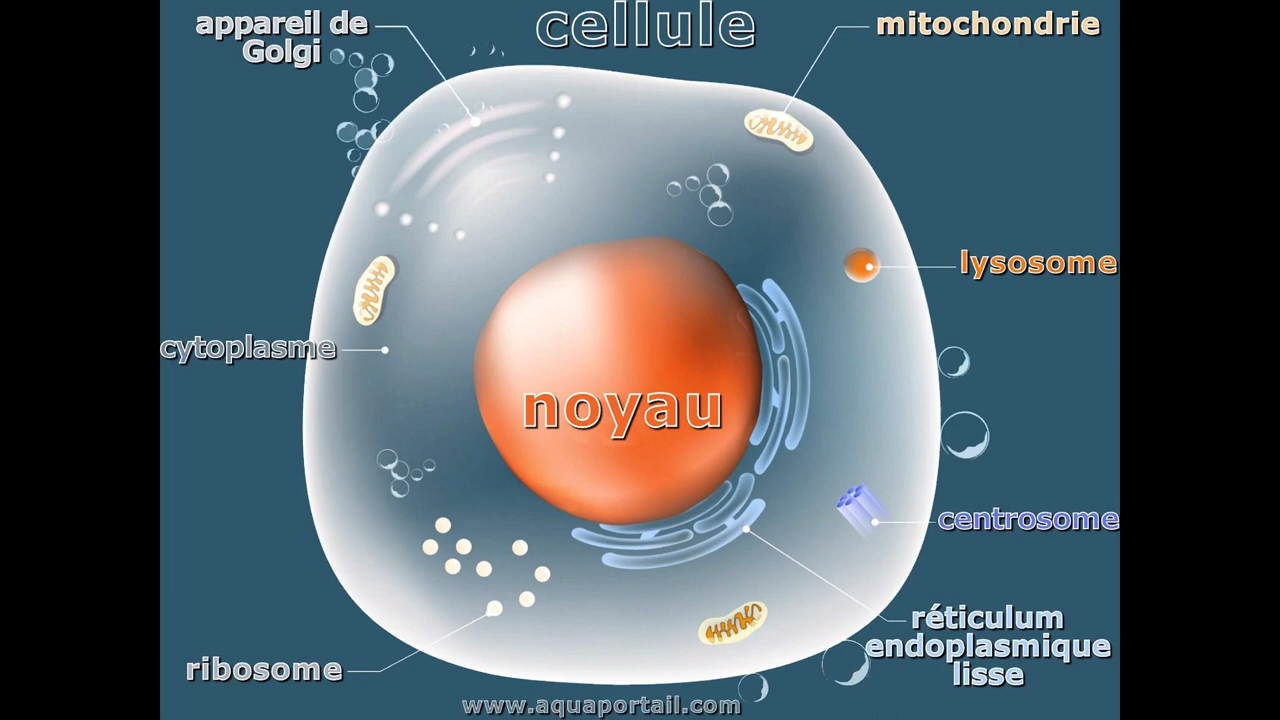 cellule
appareil de
Golgi
mitochondrie
lysosome
cytoplasme
noyau
centrosome
réticulum
endoplasmique
lisse
ribosome
www.aquaportail.com